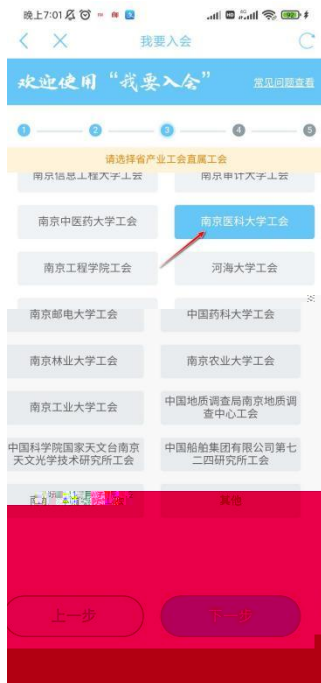 晚上7:01
我要入会
欢迎使用“我要入会”
常见问题查看
1 2 3 4 5
请选择省产业工会直属工会
南京信息工程大学工会
南京审计大学工会
南京中医药大学工会
南京医科大学工会
南京工程学院工会
河海大学工会
南京邮电大学工会
中国药科大学工会
南京林业大学工会
南京农业大学工会
南京工业大学工会
中国地质调查局南京地质调
查中心工会
中国科学院国家天文台南京
天文光学技术研究所工会
中国船舶集团有限公司第七
二四研究所工会
其他
上一步
下一步